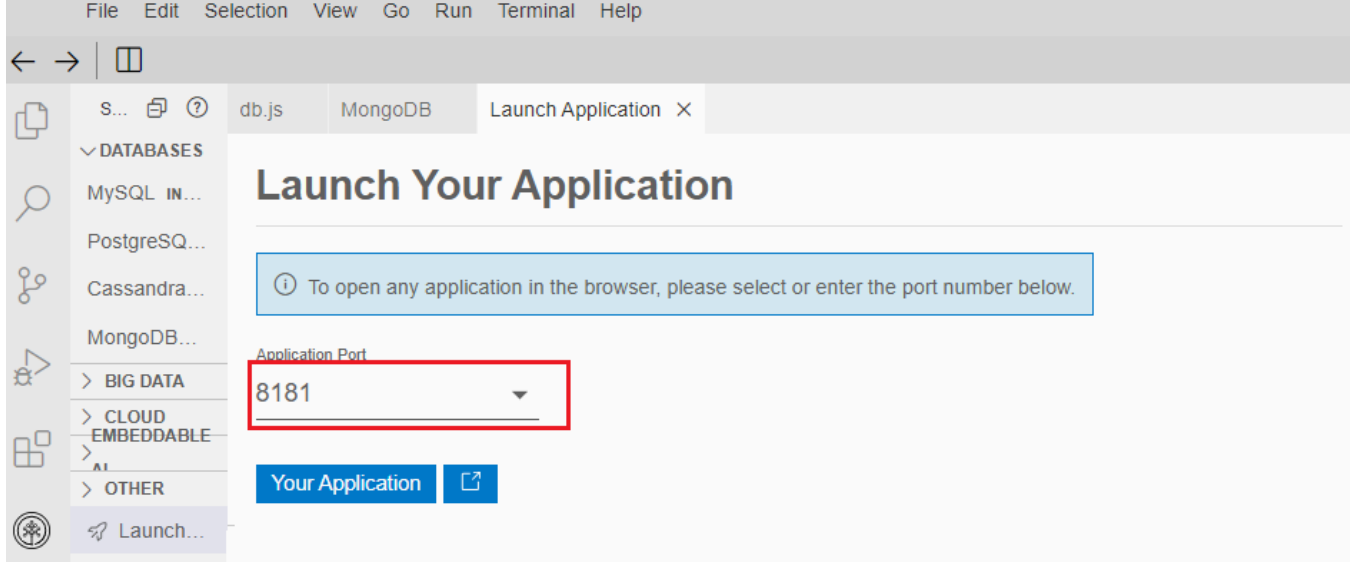 File Edit Selection View Go Run Terminal Help
S...
db.js MongoDB Launch Application
DATABASES
MySQL IN...
PostgreSQ...
Cassandra...
MongoDB...
BIG DATA
CLOUD
EMBEDDABLE
AI
OTHER
Launch...
Launch Your Application
To open any application in the browser, please select or enter the port number below.
Application Port
8181
Your Application